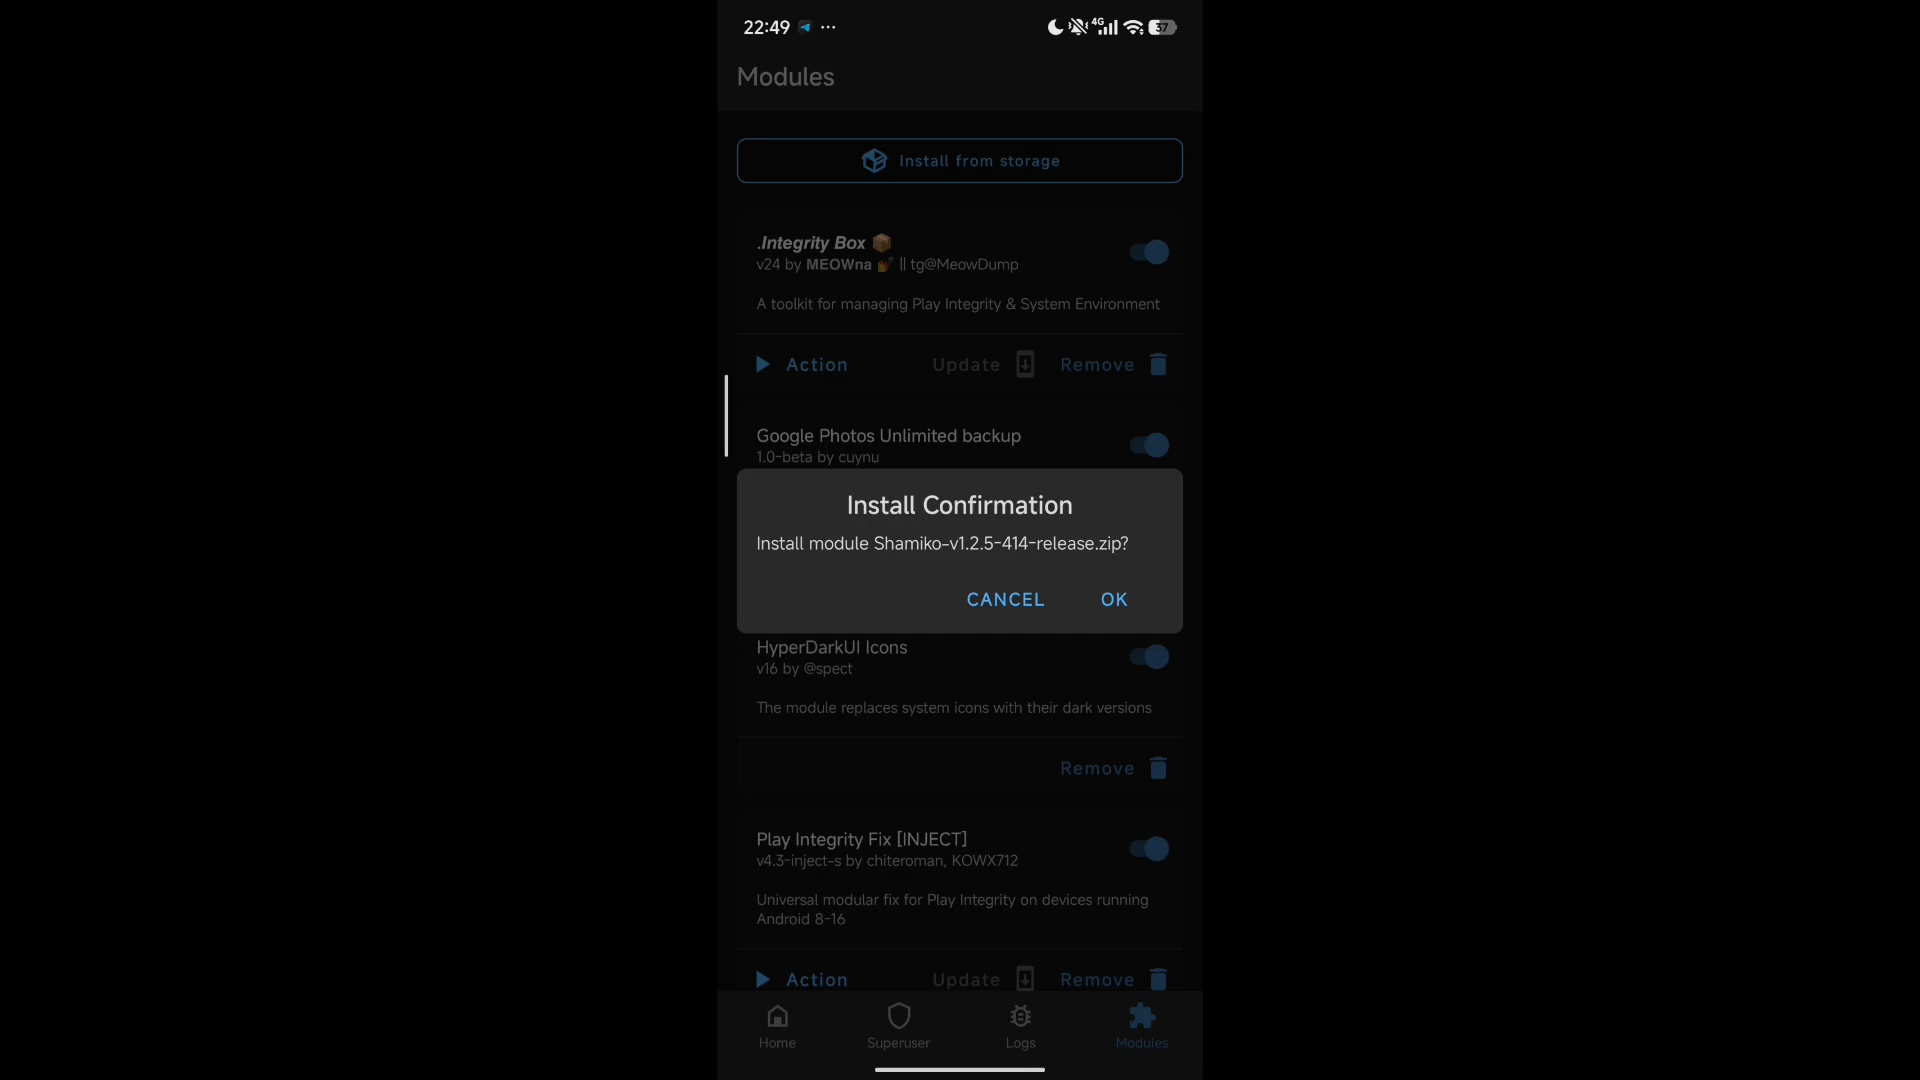 22:49
4G
37
Modules
Install from storage
.Integrity Box 📦
v24 by MEOWna 💅 || tg@MeowDump
A toolkit for managing Play Integrity & System Environment
Action Update Remove
Google Photos Unlimited backup
1.0-beta by cuynu
Install Confirmation
Install module Shamiko-v1.2.5-414-release.zip?
CANCEL OK
HyperDarkUI Icons
v16 by @spect
The module replaces system icons with their dark versions
Remove
Play Integrity Fix [INJECT]
v4.3-inject-s by chiteroman, KOWX712
Universal modular fix for Play Integrity on devices running
Android 8-16
Action Update Remove
Home Superuser Logs Modules